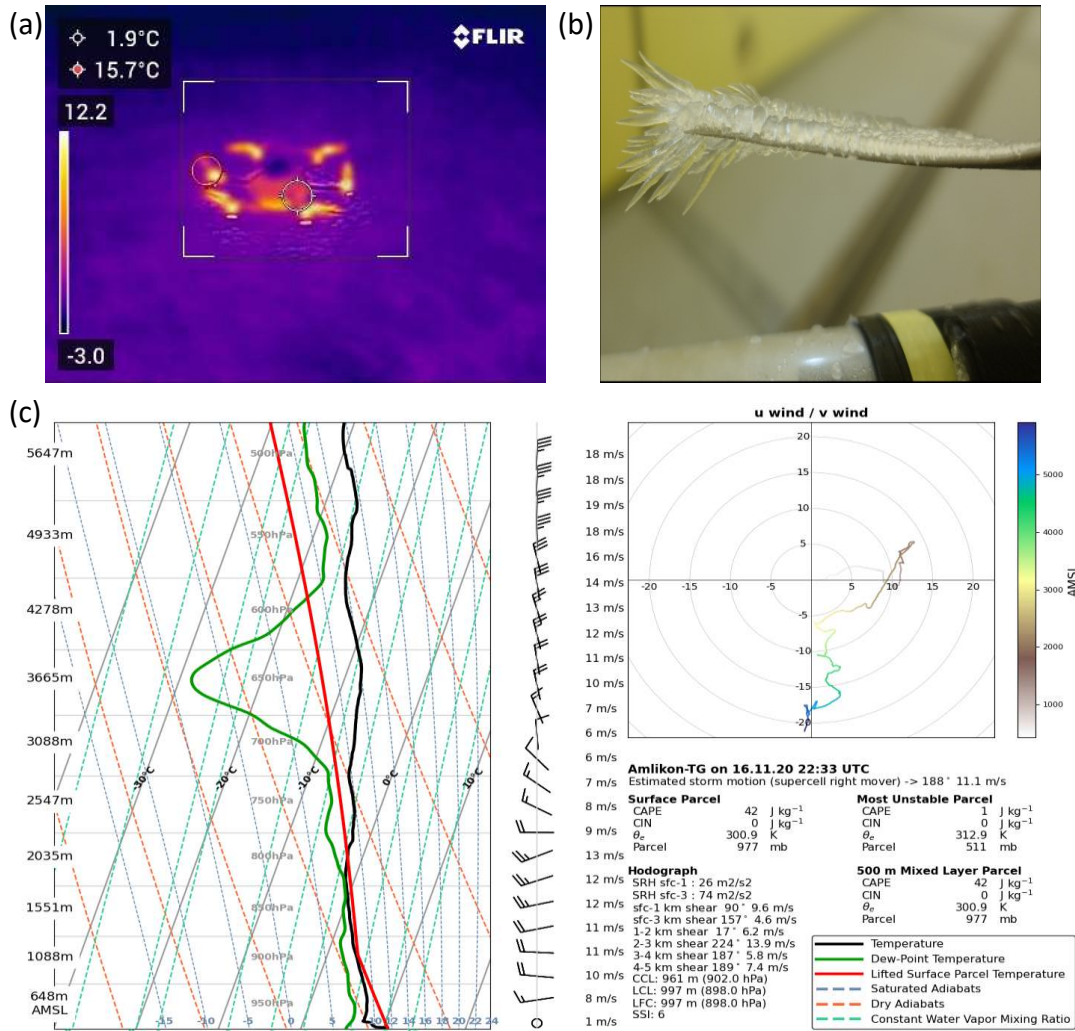 (a)
1.9°C
15.7°C
FLIR
12.2
-3.0
(b)
(c)
5647m
4933m
4278m
3665m
3088m
2547m
2035m
1551m
1088m
648m
AMSL
500hPa
550hPa
600hPa
650hPa
700hPa
750hPa
800hPa
850hPa
900hPa
950hPa
-30°C
-20°C
-10°C
0°C
10°C
-15 -10 -5 0 5 8 10 12 14 16 18 20 22 24
18 m/s
18 m/s
19 m/s
18 m/s
16 m/s
14 m/s
13 m/s
12 m/s
11 m/s
10 m/s
7 m/s
6 m/s
6 m/s
7 m/s
8 m/s
9 m/s
13 m/s
12 m/s
12 m/s
11 m/s
11 m/s
10 m/s
8 m/s
1 m/s
u wind / v wind
20
15
10
5
0
-5
-10
-15
-20
-20 -15 -10 -5 0 5 10 15 20
5000
4000
3000
2000
1000
AMSL
Amlikon-TG on 16.11.20 22:33 UTC
Estimated storm motion (supercell right mover) -> 188° 11.1 m/s
Surface Parcel
CAPE 42 J kg⁻¹
CIN 0 J kg⁻¹
θₑ 300.9 K
Parcel 977 mb
Most Unstable Parcel
CAPE 1 J kg⁻¹
CIN 0 J kg⁻¹
θₑ 312.9 K
Parcel 511 mb
Hodograph
SRH sfc-1 : 26 m2/s2
SRH sfc-3 : 74 m2/s2
sfc-1 km shear 90° 9.6 m/s
sfc-3 km shear 157° 4.6 m/s
1-2 km shear 17° 6.2 m/s
2-3 km shear 224° 13.9 m/s
3-4 km shear 187° 5.8 m/s
4-5 km shear 189° 7.4 m/s
CCL: 961 m (902.0 hPa)
LCL: 997 m (898.0 hPa)
LFC: 997 m (898.0 hPa)
SSI: 6
500 m Mixed Layer Parcel
CAPE 42 J kg⁻¹
CIN 0 J kg⁻¹
θₑ 300.9 K
Parcel 977 mb
Temperature
Dew-Point Temperature
Lifted Surface Parcel Temperature
Saturated Adiabats
Dry Adiabats
Constant Water Vapor Mixing Ratio